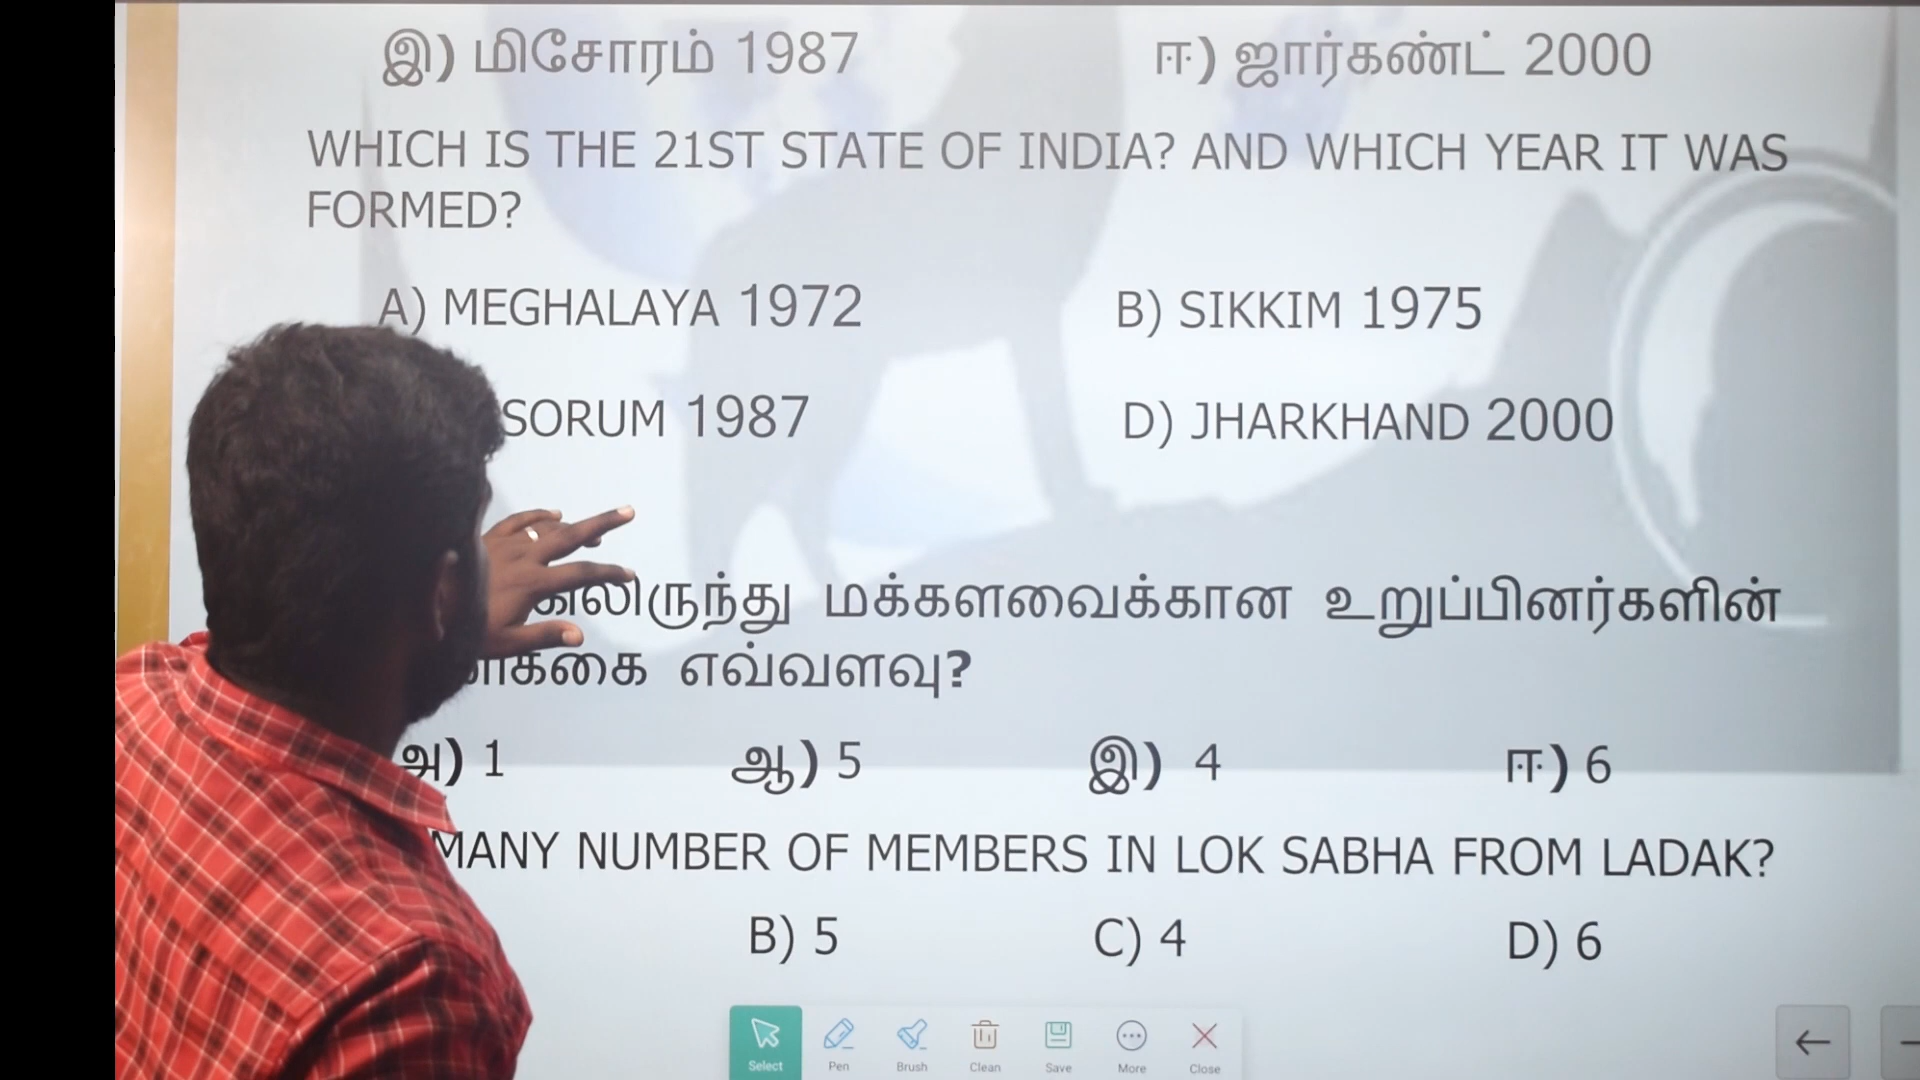 இ) மிசோரம் 1987 ஈ) ஜார்கண்ட் 2000
WHICH IS THE 21ST STATE OF INDIA? AND WHICH YEAR IT WAS
FORMED?
A) MEGHALAYA 1972 B) SIKKIM 1975
SORUM 1987 D) JHARKHAND 2000
மக்களவைக்கான உறுப்பினர்களின்
எவ்வளவு?
அ) 1 ஆ) 5 இ) 4 ஈ) 6
MANY NUMBER OF MEMBERS IN LOK SABHA FROM LADAK?
B) 5 C) 4 D) 6
Select Pen Brush Clean Save More Close